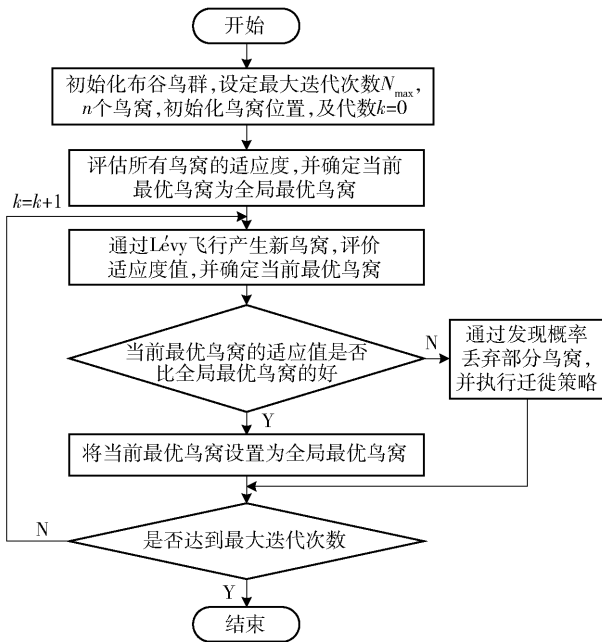 开始
初始化布谷鸟群,设定最大迭代次数Nmax,
n个鸟窝,初始化鸟窝位置,及代数k=0
评估所有鸟窝的适应度,并确定当前
最优鸟窝为全局最优鸟窝
k=k+1
通过Lévy飞行产生新鸟窝,评价
适应度值,并确定当前最优鸟窝
当前最优鸟窝的适应值是否
比全局最优鸟窝的好
N
通过发现概率
丢弃部分鸟窝,
并执行迁徙策略
Y
将当前最优鸟窝设置为全局最优鸟窝
N
是否达到最大迭代次数
Y
结束